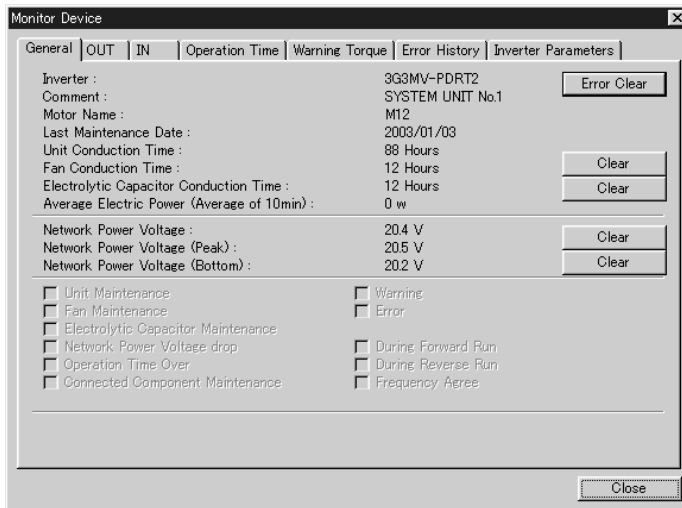 Monitor Device
General OUT IN Operation Time Warning Torque Error History Inverter Parameters
Inverter : 3G3MV-PDRT2 Error Clear
Comment : SYSTEM UNIT No.1
Motor Name : M12
Last Maintenance Date : 2003/01/03
Unit Conduction Time : 88 Hours
Fan Conduction Time : 12 Hours Clear
Electrolytic Capacitor Conduction Time : 12 Hours Clear
Average Electric Power (Average of 10min) : 0 w
Network Power Voltage : 20.4 V Clear
Network Power Voltage (Peak) : 20.5 V
Network Power Voltage (Bottom) : 20.2 V Clear
Unit Maintenance Warning
Fan Maintenance Error
Electrolytic Capacitor Maintenance
Network Power Voltage drop During Forward Run
Operation Time Over During Reverse Run
Connected Component Maintenance Frequency Agree
Close